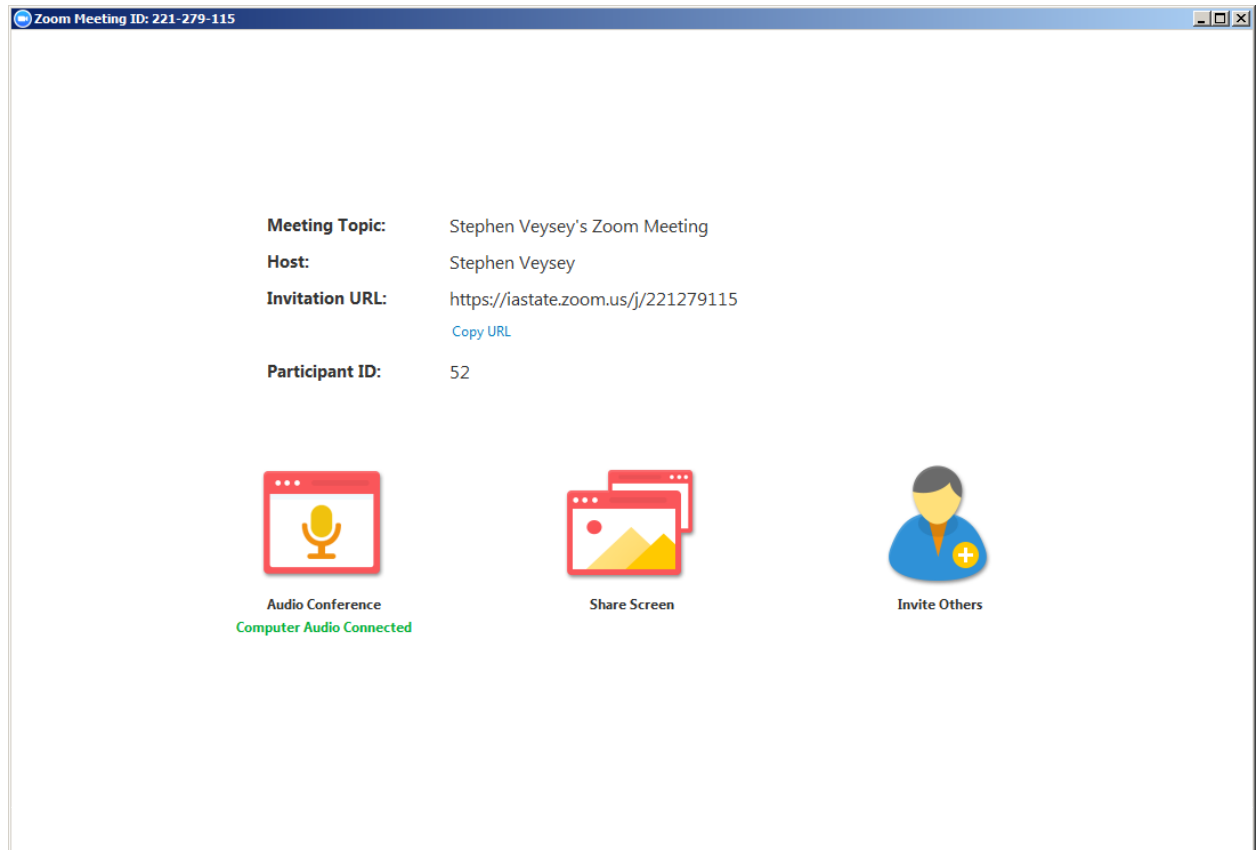 Zoom Meeting ID: 221-279-115
Meeting Topic: Stephen Veysey's Zoom Meeting
Host: Stephen Veysey
Invitation URL: https://iastate.zoom.us/j/221279115
Copy URL
Participant ID: 52
Audio Conference Share Screen Invite Others
Computer Audio Connected